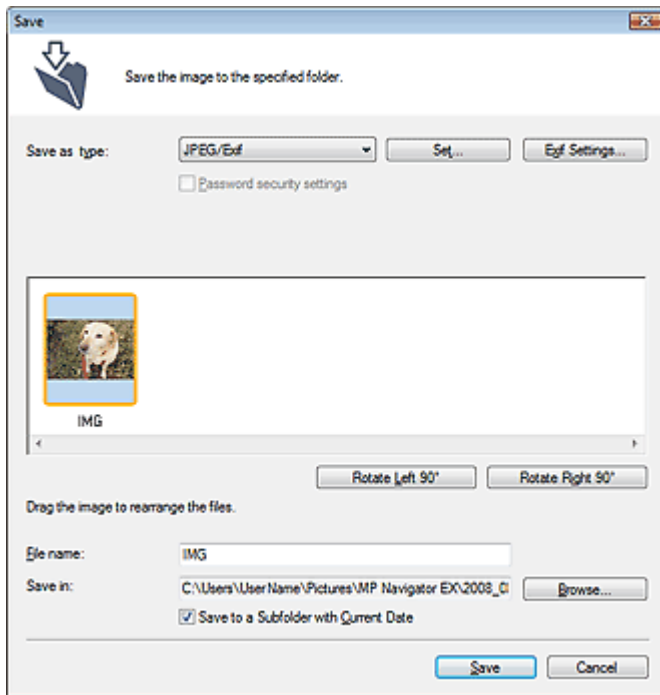 Save
Save the image to the specified folder.
Save as type: JPEG/Exif Set... Exif Settings...
Password security settings
IMG
Rotate Left 90° Rotate Right 90°
Drag the image to rearrange the files.
File name: IMG
Save in: C:\Users\UserName\Pictures\MP Navigator EX\2008_0 Browse...
Save to a Subfolder with Current Date
Save Cancel